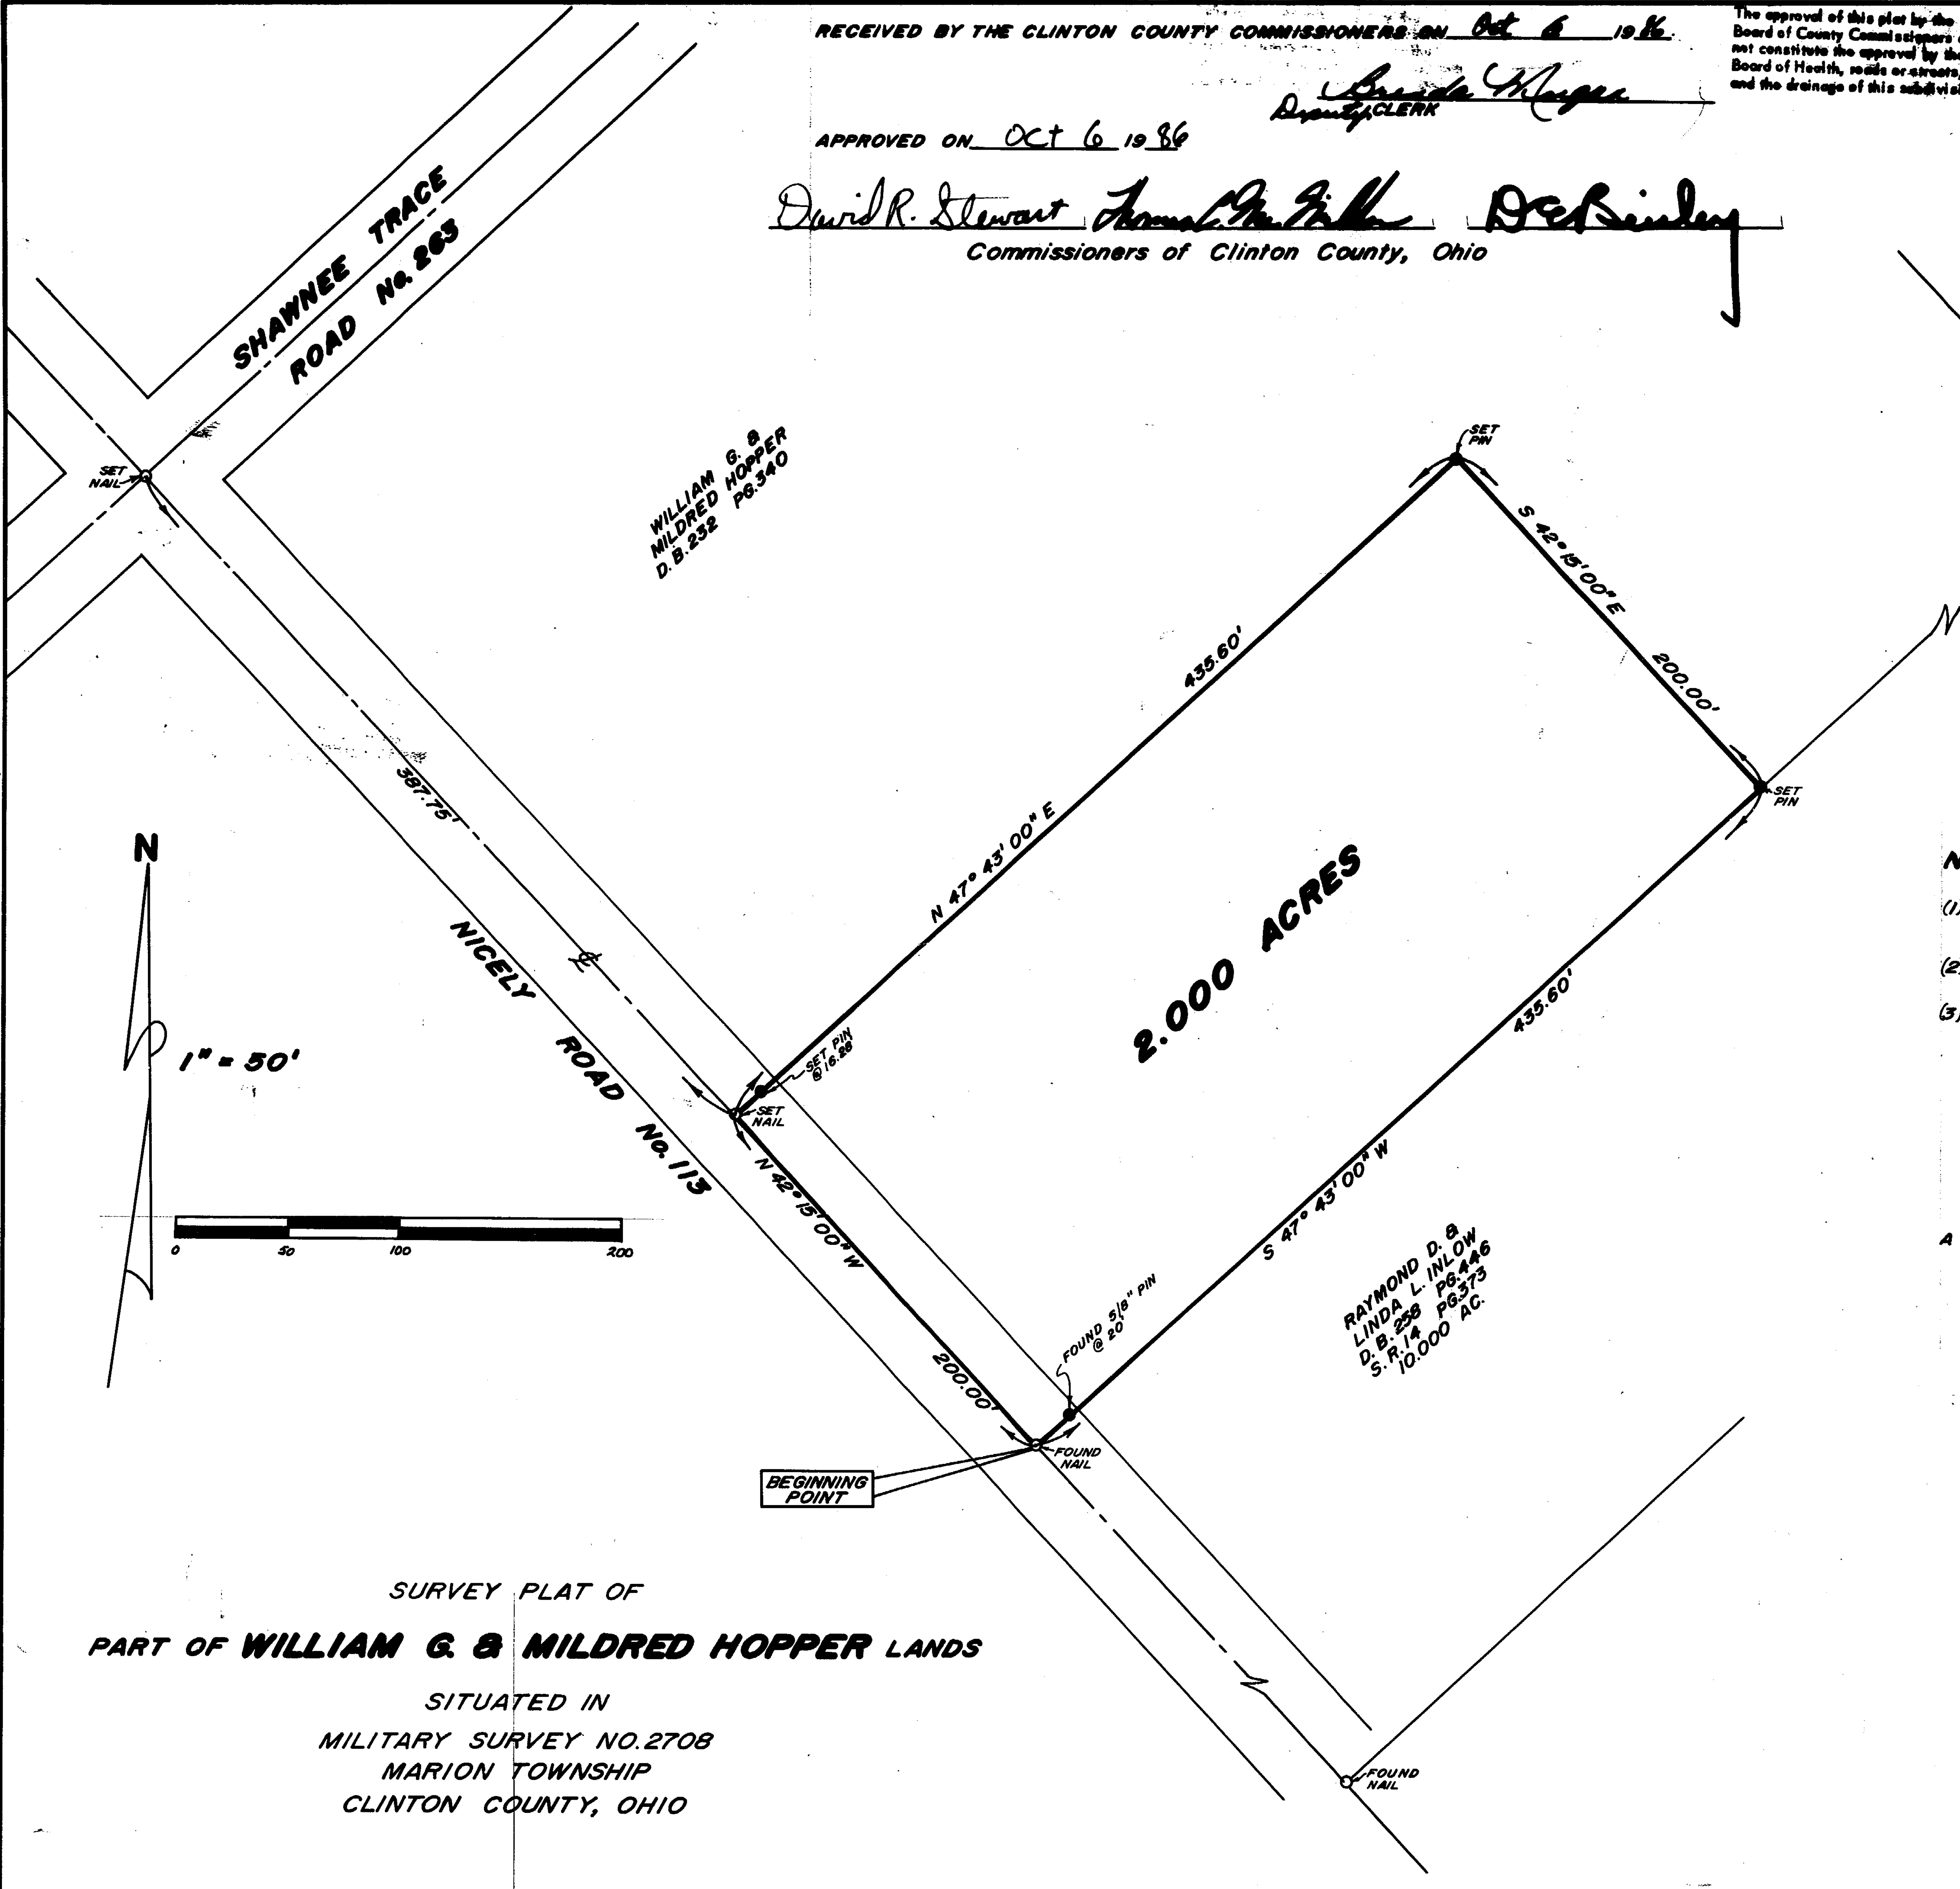 RECEIVED BY THE CLINTON COUNTY COMMISSIONERS ON Oct 6 1986.
The approval of this plat by the
Board of County Commissioners
not constitute the approval by the
Board of Health, roads or streets,
and the drainage of this
Brenda
Deputy CLERK
APPROVED ON Oct 6 1986
David R. Stewart Thomas C. McMillen
Commissioners of Clinton County, Ohio
SHAWNEE TRACE
ROAD No. 263
SET
NAIL
WILLIAM G. &
MILDRED HOPPER
D.B. 232 PG. 340
SET
PIN
S 42° 15' 00" E
200.00'
435.60'
SET
PIN
387.75'
N 47° 43' 00" E
N
1" = 50'
2.000 ACRES
435.60'
NICELY ROAD No. 113
SET PIN
@ 16.28
SET
NAIL
N 42° 15' 00" W
200.00'
S 47° 43' 00" W
0 50 100 200
FOUND 5/8" PIN
@ 20'
RAYMOND D. &
LINDA L. INLOW
D.B. 258 PG. 446
S.R. 14 PG. 373
10.000 AC.
FOUND
NAIL
BEGINNING
POINT
SURVEY PLAT OF
PART OF WILLIAM G. & MILDRED HOPPER LANDS
SITUATED IN
MILITARY SURVEY NO. 2708
MARION TOWNSHIP
CLINTON COUNTY, OHIO
FOUND
NAIL
N
(1)
(2)
(3)
A